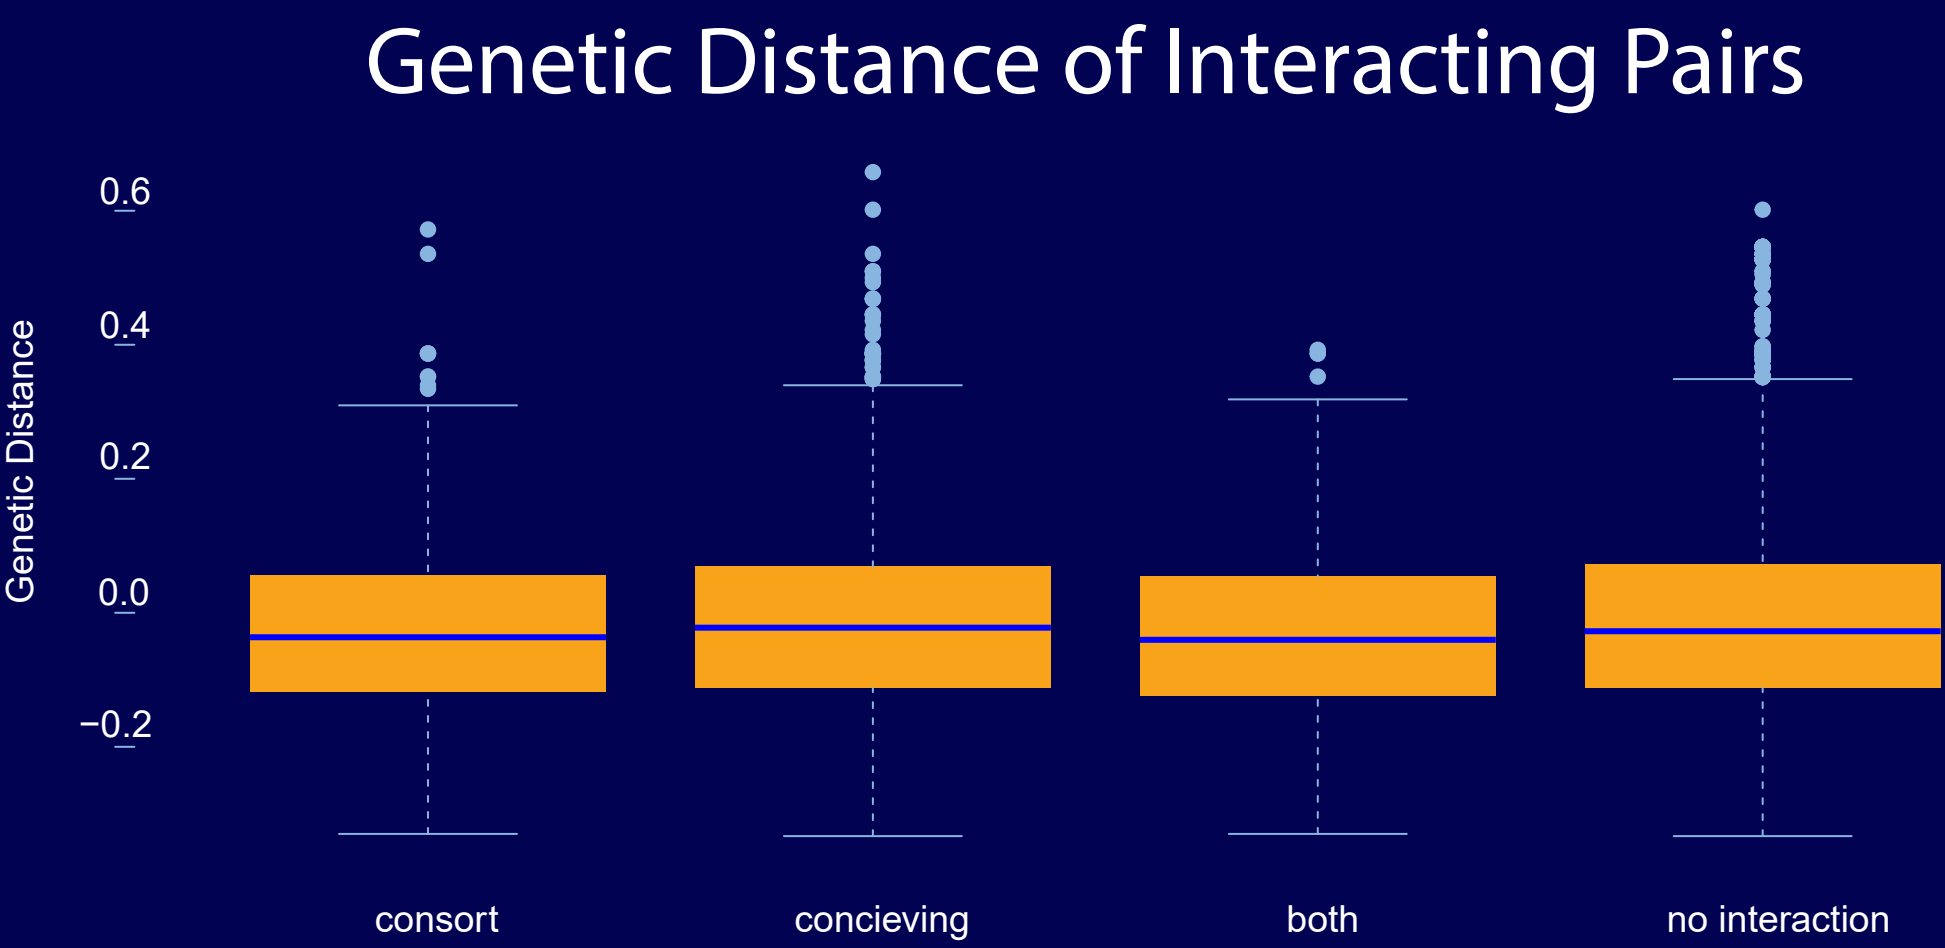 Genetic Distance of Interacting Pairs
0.6
0.4
0.2
0.0
−0.2
Genetic Distance
consort
concieving
both
no interaction